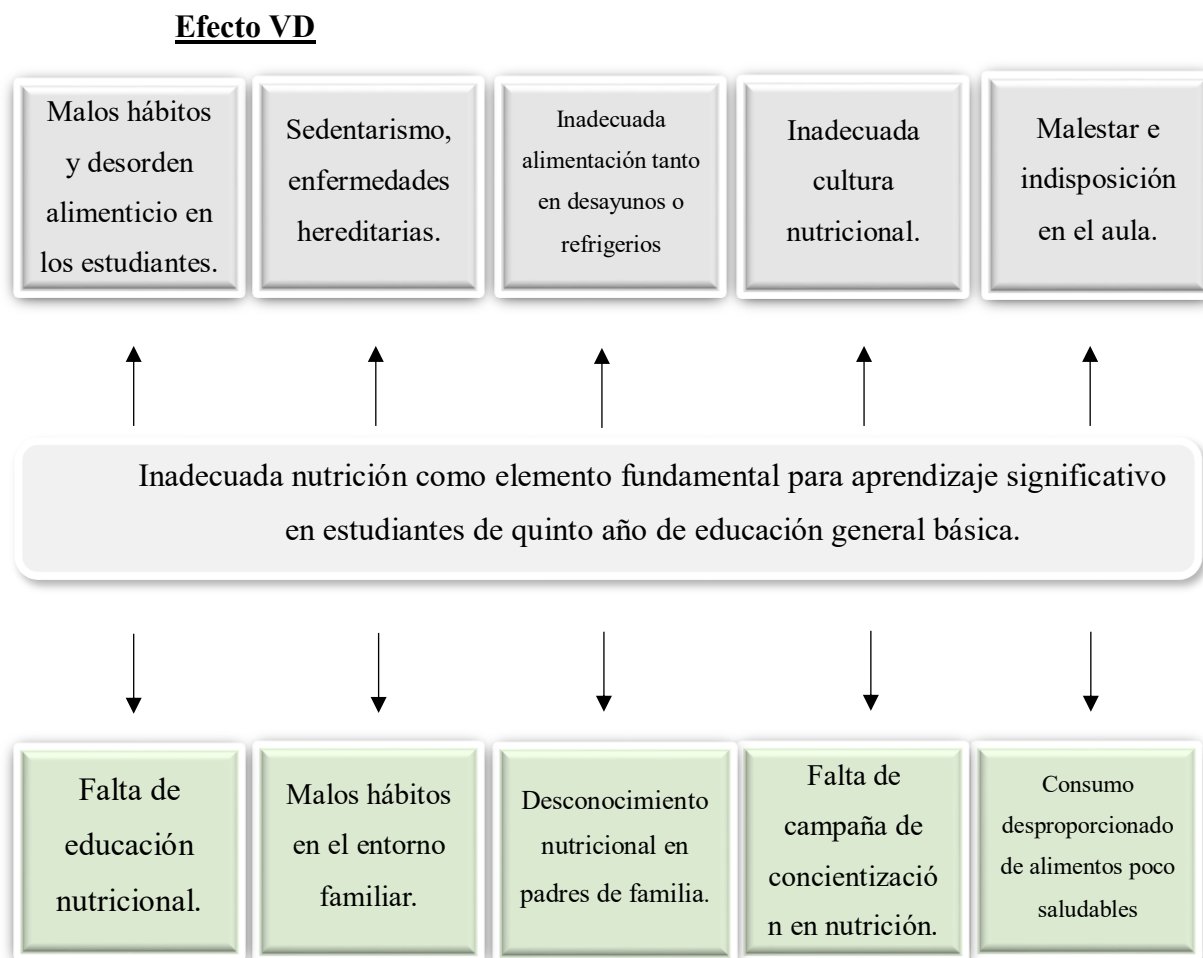 Efecto VD
Malos hábitos
y desorden
alimenticio en
los estudiantes.
Sedentarismo,
enfermedades
hereditarias.
Inadecuada
alimentación tanto
en desayunos o
refrigerios
Inadecuada
cultura
nutricional.
Malestar e
indisposición
en el aula.
Inadecuada nutrición como elemento fundamental para aprendizaje significativo
en estudiantes de quinto año de educación general básica.
Falta de
educación
nutricional.
Malos hábitos
en el entorno
familiar.
Desconocimiento
nutricional en
padres de familia.
Falta de
campaña de
concientizació
n en nutrición.
Consumo
desproporcionado
de alimentos poco
saludables